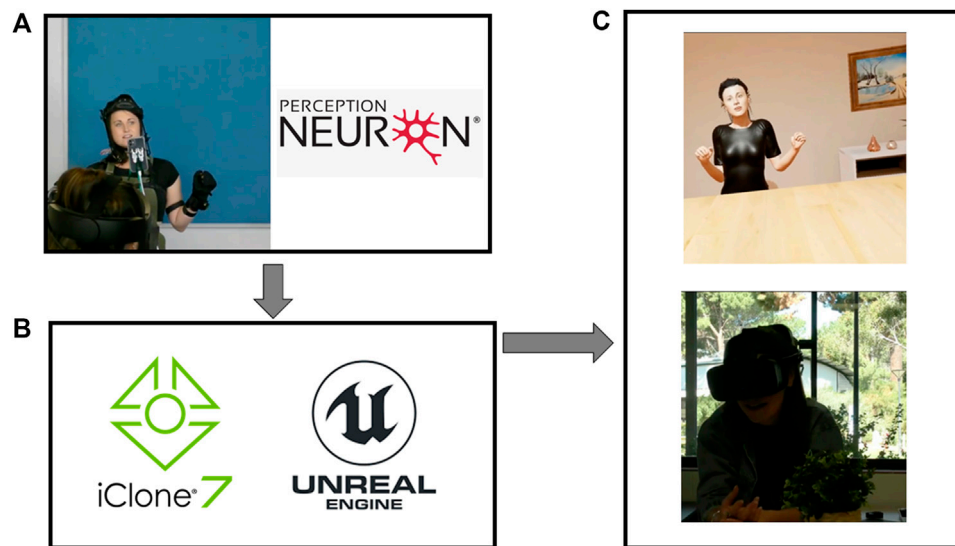 A
PERCEPTION
NEURON®
B
iClone® 7
UNREAL
ENGINE
C